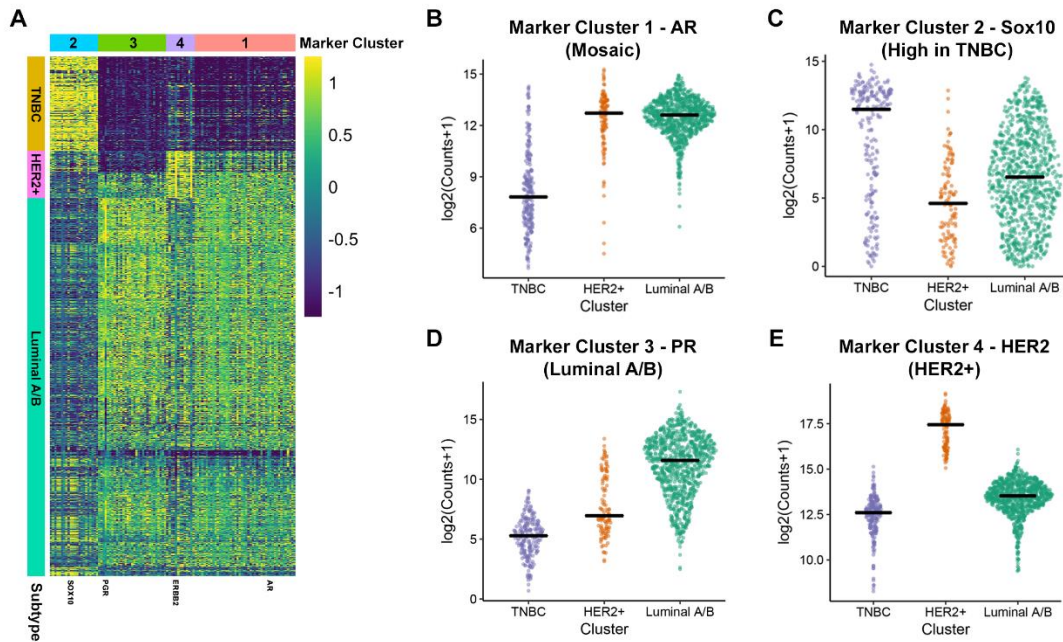 A
2 3 4 1 Marker Cluster
TNBC
HER2+
Luminal A/B
Subtype
1
0.5
0
-0.5
-1
SOX10 PGR ERBB2 AR
B
Marker Cluster 1 - AR
(Mosaic)
log2(Counts+1)
15
12
9
6
TNBC HER2+ Luminal A/B
Cluster
C
Marker Cluster 2 - Sox10
(High in TNBC)
log2(Counts+1)
15
10
5
0
TNBC HER2+ Luminal A/B
Cluster
D
Marker Cluster 3 - PR
(Luminal A/B)
log2(Counts+1)
15
10
5
0
TNBC HER2+ Luminal A/B
Cluster
E
Marker Cluster 4 - HER2
(HER2+)
log2(Counts+1)
17.5
15.0
12.5
10.0
TNBC HER2+ Luminal A/B
Cluster